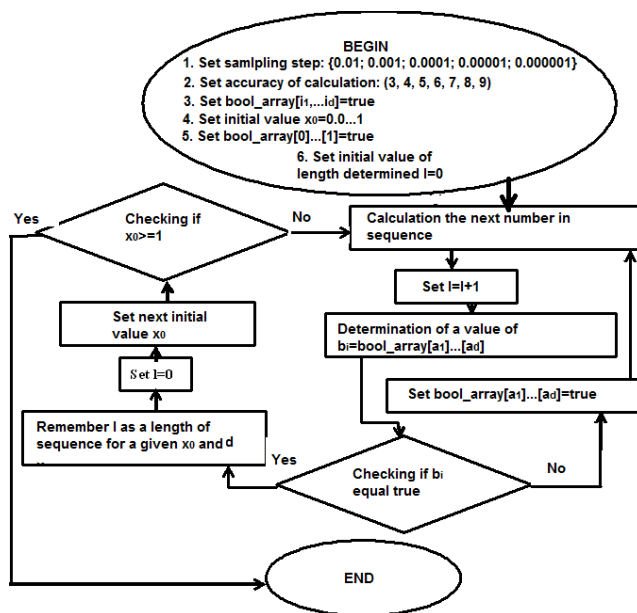 BEGIN
1. Set samlpling step: {0.01; 0.001; 0.0001; 0.00001; 0.000001}
2. Set accuracy of calculation: (3, 4, 5, 6, 7, 8, 9)
3. Set bool_array[i1,...id]=true
4. Set initial value x0=0.0...1
5. Set bool_array[0]...[1]=true
6. Set initial value of
length determined l=0
Yes
Checking if
x0>=1
No
Calculation the next number in
sequence
Set l=l+1
Set next initial
value x0
Determination of a value of
bi=bool_array[a1]...[ad]
Set l=0
Set bool_array[a1]...[ad]=true
Remember l as a length of
sequence for a given x0 and d
Yes
Checking if bi
equal true
No
END